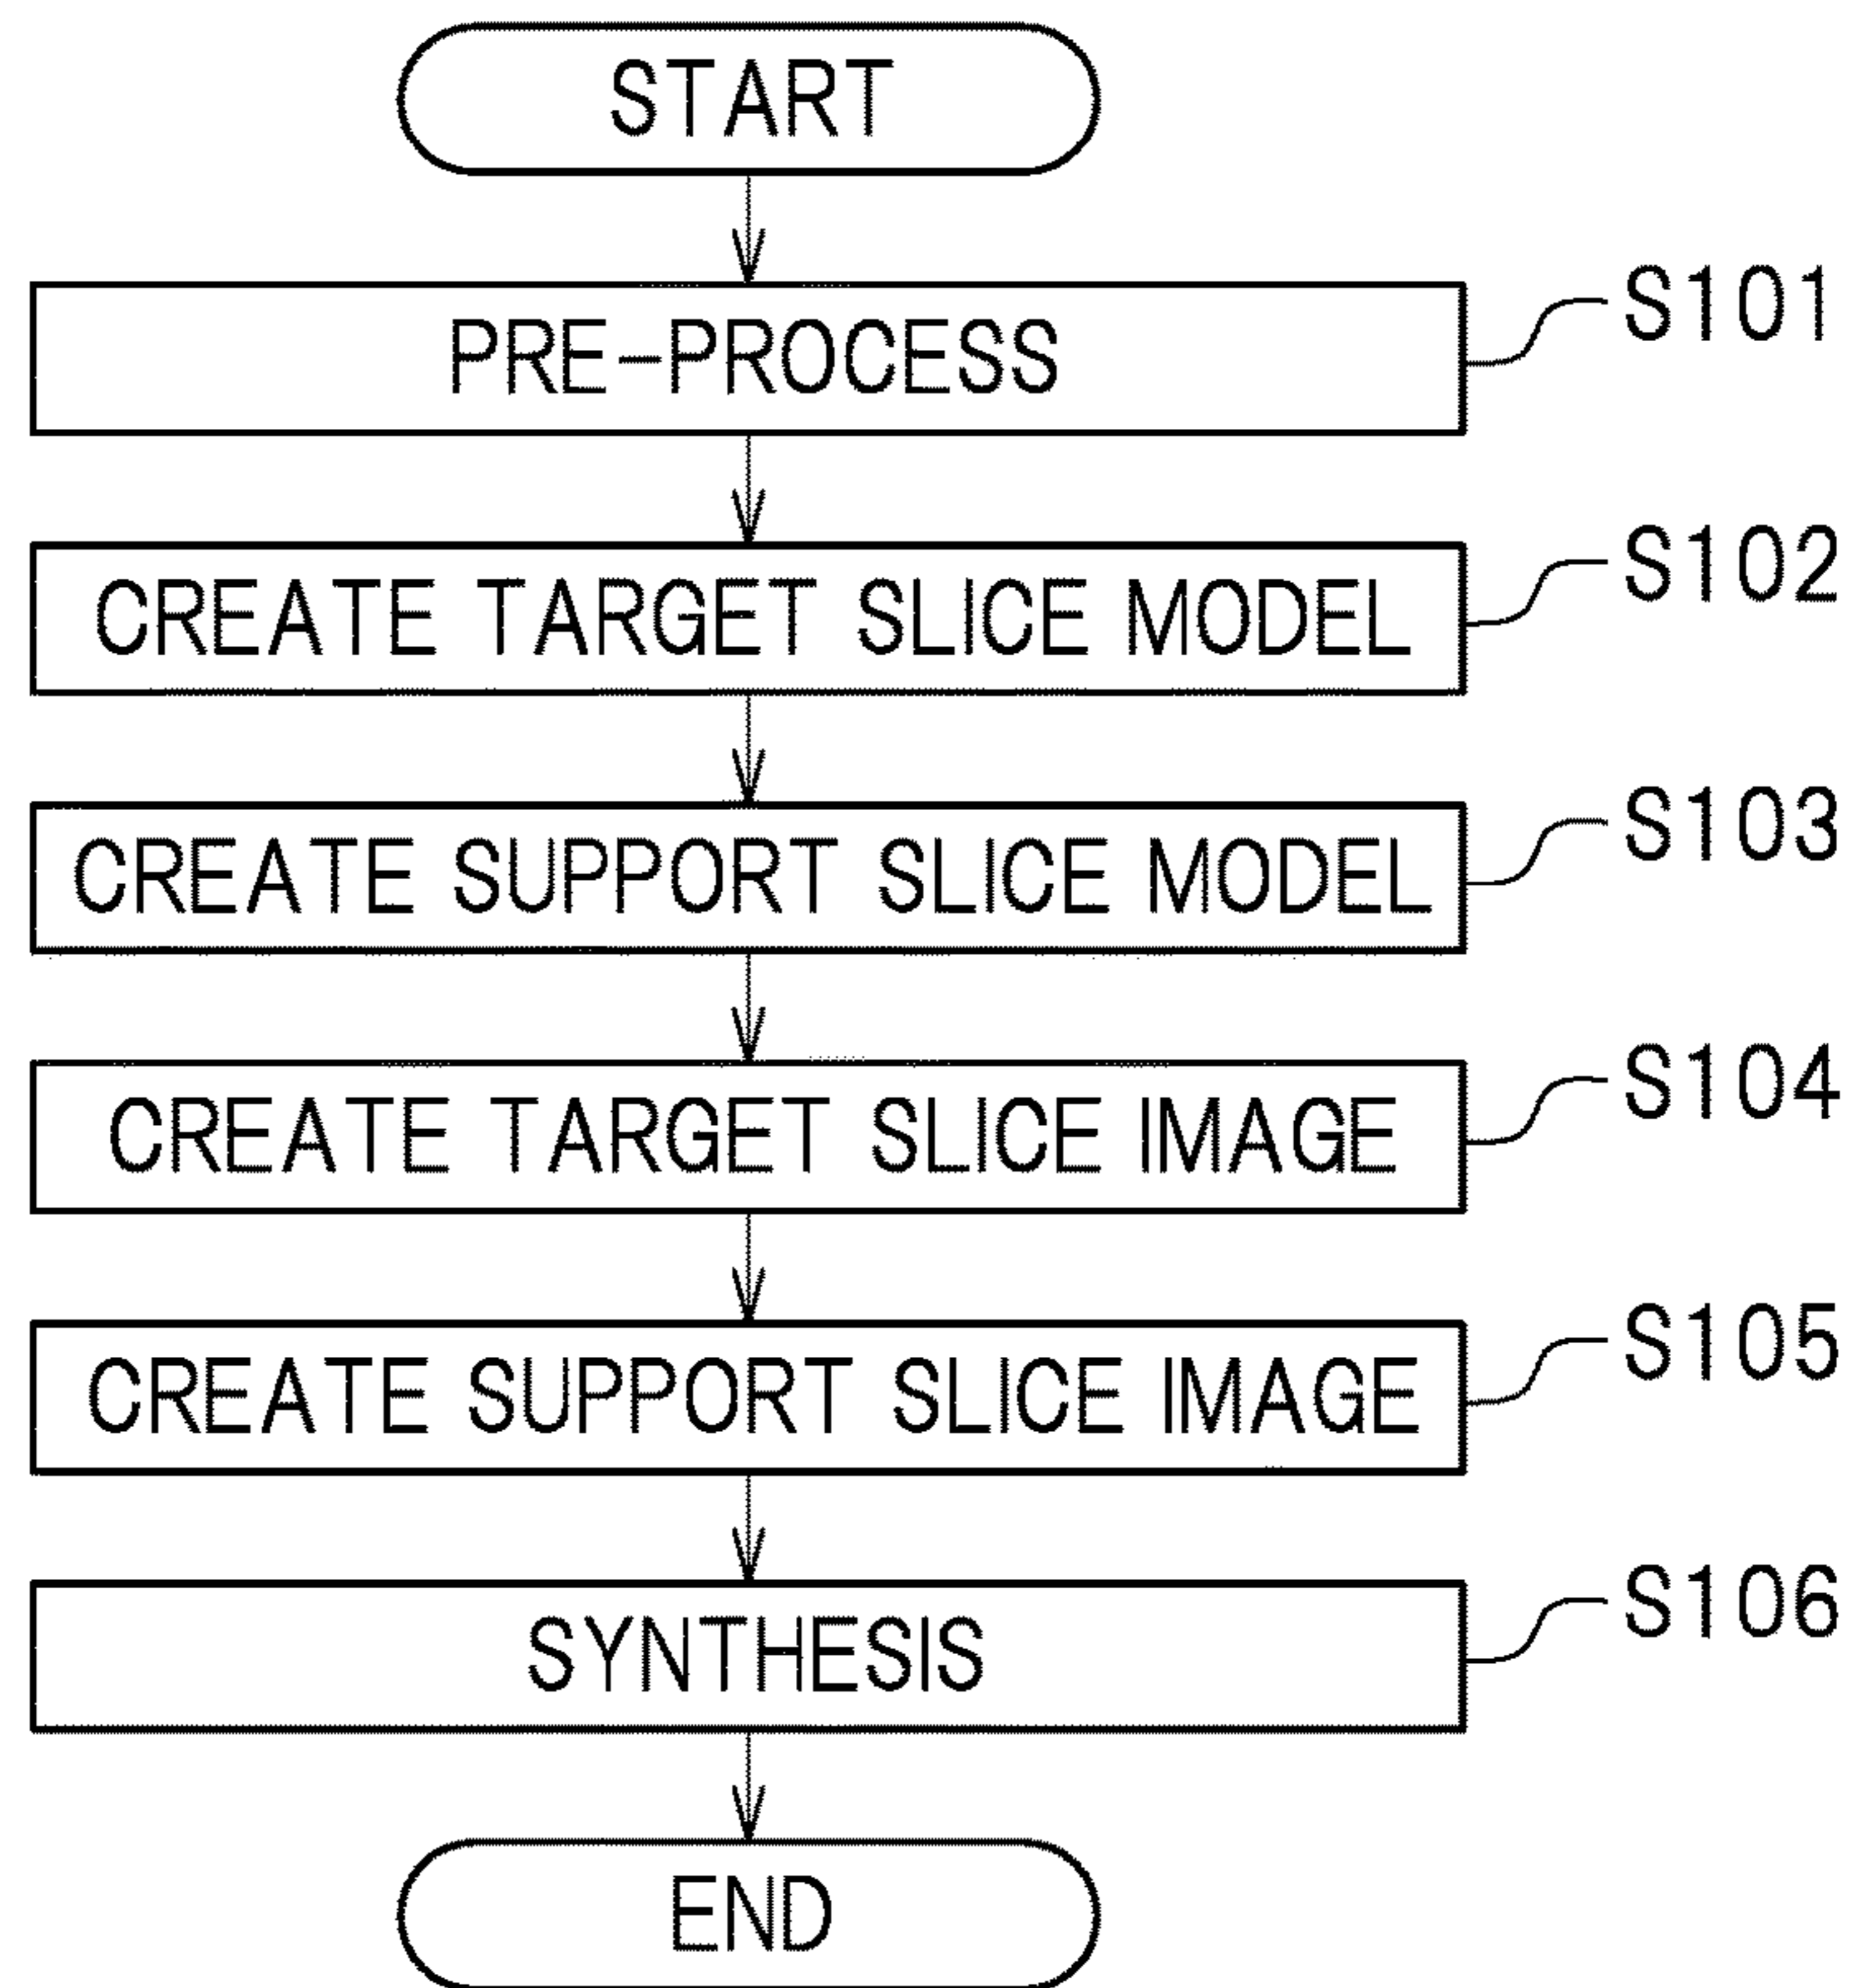 START
PRE-PROCESS
S101
CREATE TARGET SLICE MODEL
S102
CREATE SUPPORT SLICE MODEL
S103
CREATE TARGET SLICE IMAGE
S104
CREATE SUPPORT SLICE IMAGE
S105
SYNTHESIS
S106
END